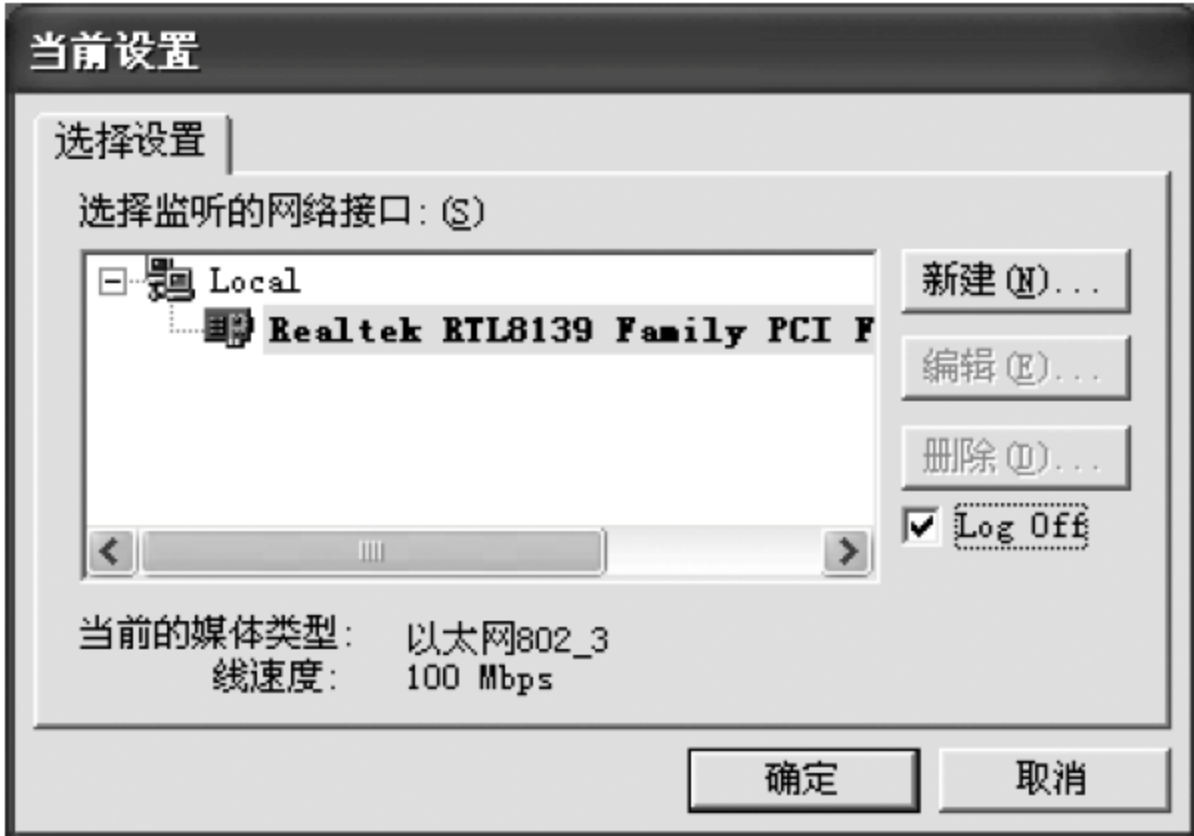 当前设置
选择设置
选择监听的网络接口: (S)
Local
Realtek RTL8139 Family PCI F
新建(N)...
编辑(E)...
删除(D)...
Log Off
当前的媒体类型: 以太网802_3
线速度: 100 Mbps
确定 取消